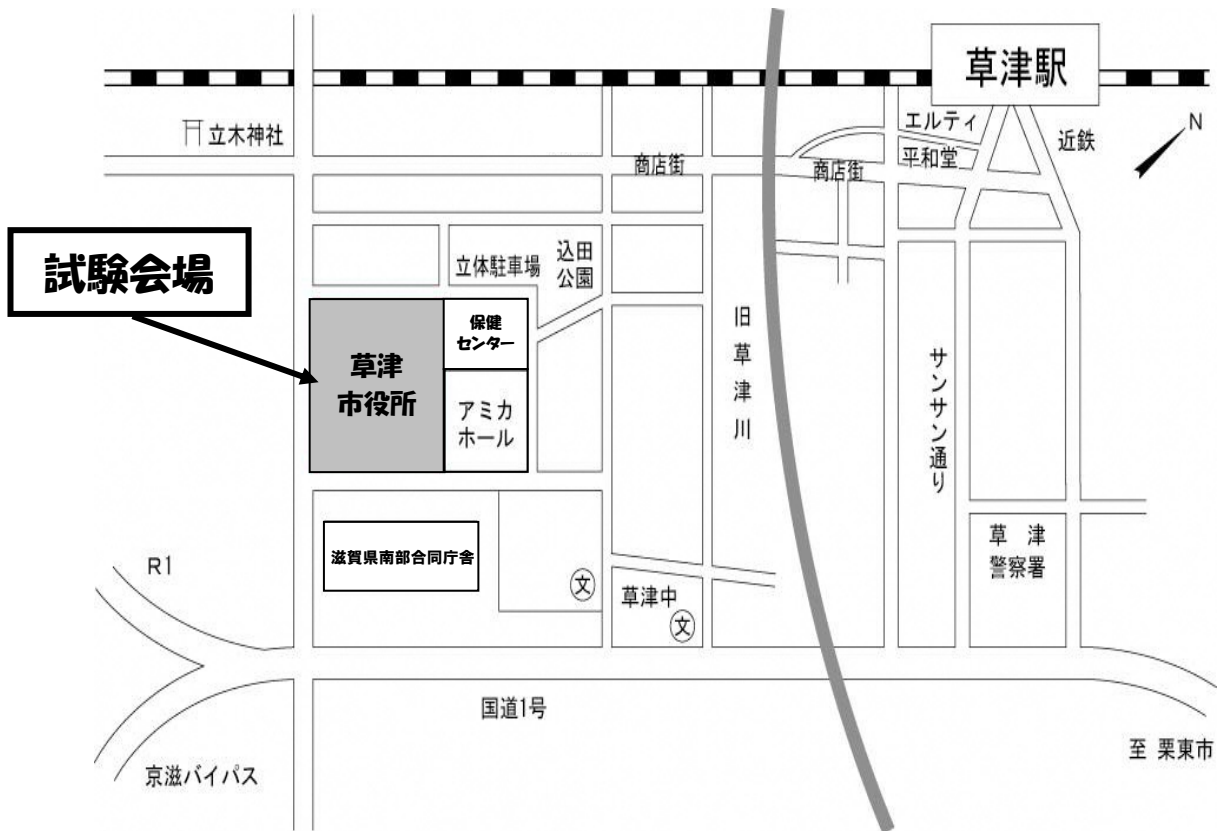 草津駅
エルティ
平和堂
近鉄
N
⛩立木神社
商店街
商店街
試験会場
立体駐車場
込田
公園
保健
センター
草津
市役所
アミカ
ホール
旧草津川
サンサン通り
滋賀県南部合同庁舎
文
草津中
文
草津
警察署
R1
国道1号
京滋バイパス
至 栗東市